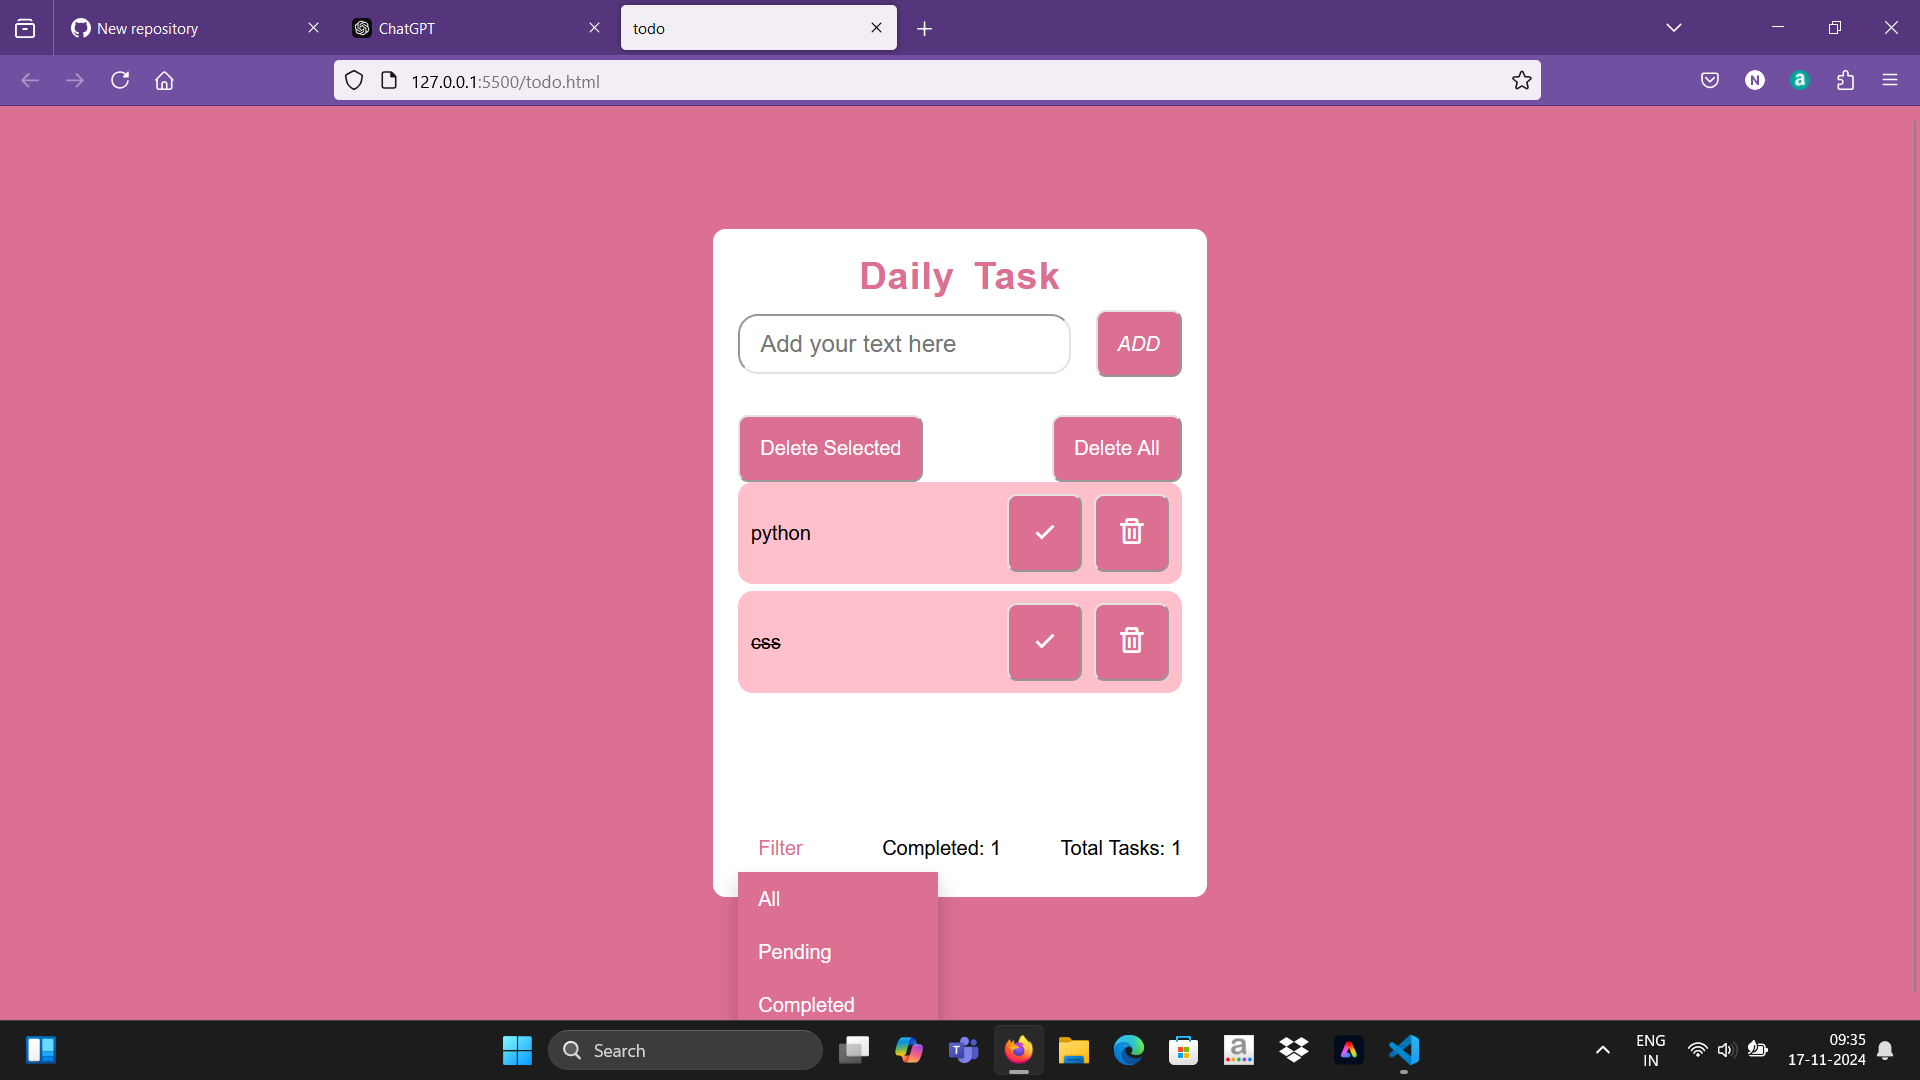 New repository
ChatGPT
todo
127.0.0.1:5500/todo.html
N
a
Daily Task
Add your text here
ADD
Delete Selected
Delete All
python
css
Filter
Completed: 1
Total Tasks: 1
All
Pending
Completed
Search
ENG
IN
09:35
17-11-2024